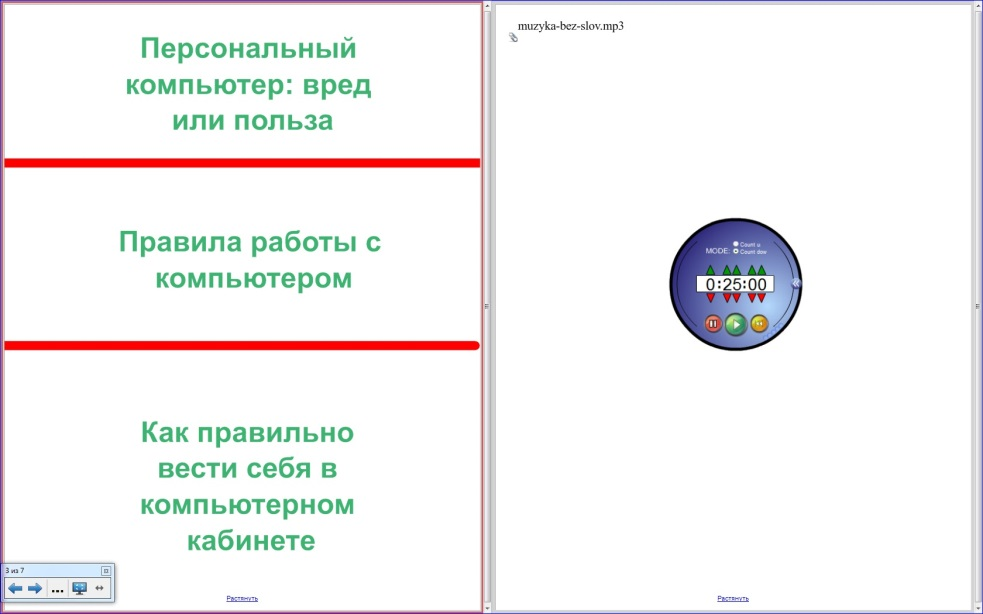 Персональный
компьютер: вред
или польза
Правила работы с
компьютером
Как правильно
вести себя в
компьютерном
кабинете
3 из 7
Растянуть
muzyka-bez-slov.mp3
MODE:
Count u
Count dow
0:25:00
Растянуть